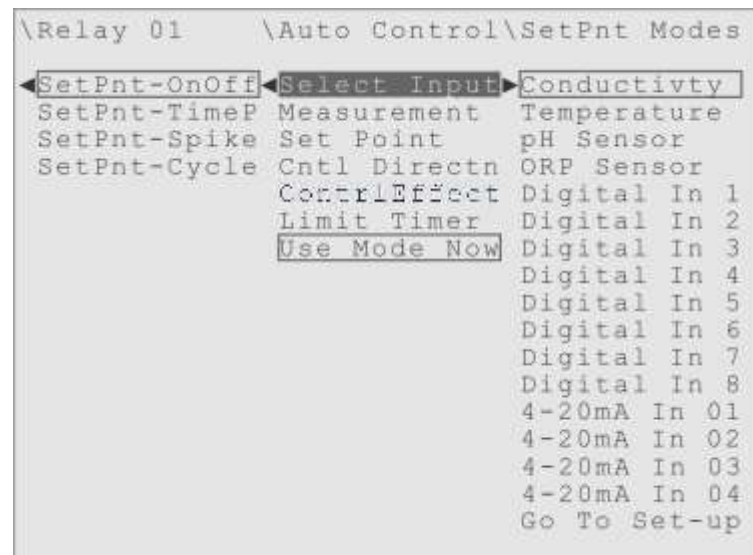 \Relay 01 \Auto Control\SetPnt Modes
SetPnt-OnOff Select Input Conductivty
SetPnt-TimeP Measurement Temperature
SetPnt-Spike Set Point pH Sensor
SetPnt-Cycle Cntl Directn ORP Sensor
ContrlEffect Digital In 1
Limit Timer Digital In 2
Use Mode Now Digital In 3
Digital In 4
Digital In 5
Digital In 6
Digital In 7
Digital In 8
4-20mA In 01
4-20mA In 02
4-20mA In 03
4-20mA In 04
Go To Set-up